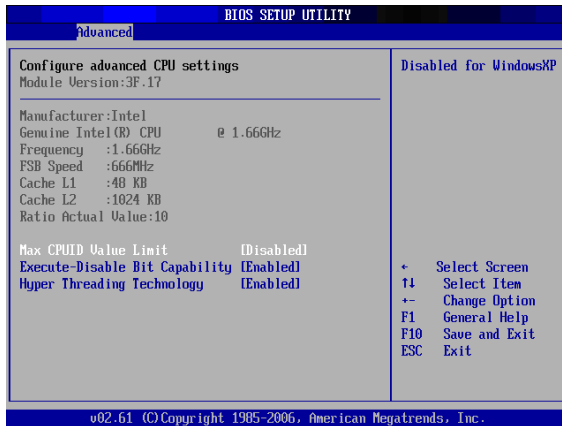 BIOS SETUP UTILITY
Advanced
Configure advanced CPU settings
Module Version:3F.17
Manufacturer:Intel
Genuine Intel(R) CPU @ 1.66GHz
Frequency :1.66GHz
FSB Speed :666MHz
Cache L1 :48 KB
Cache L2 :1024 KB
Ratio Actual Value:10
Max CPUID Value Limit [Disabled]
Execute-Disable Bit Capability [Enabled]
Hyper Threading Technology [Enabled]
Disabled for WindowsXP
← Select Screen
↑↓ Select Item
+- Change Option
F1 General Help
F10 Save and Exit
ESC Exit
v02.61 (C)Copyright 1985-2006, American Megatrends, Inc.